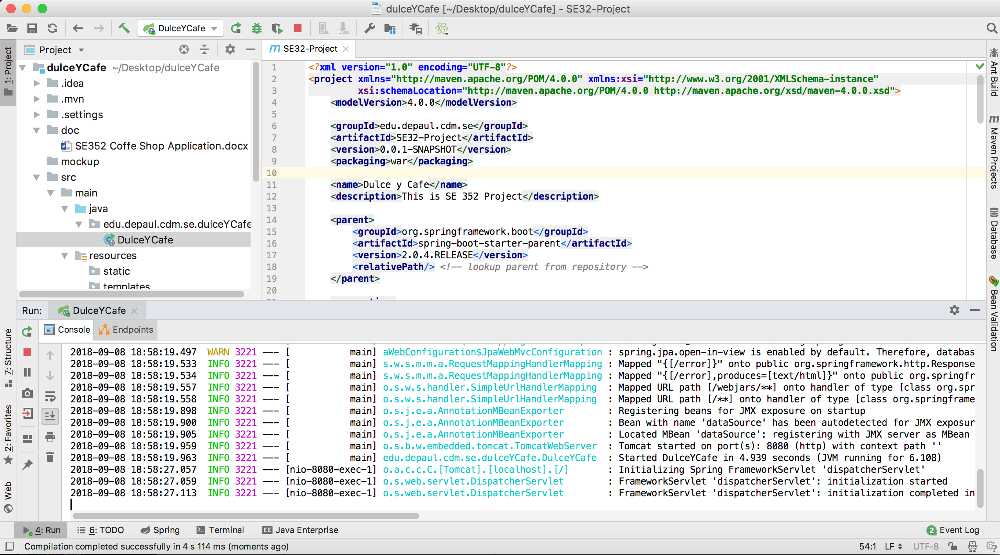 dulceYCafe [~/Desktop/dulceYCafe] - SE32-Project
DulceYCafe
1: Project
Project
dulceYCafe ~/Desktop/dulceYCafe
.idea
.mvn
.settings
doc
SE352 Coffe Shop Application.docx
mockup
src
main
java
edu.depaul.cdm.se.dulceYCafe
DulceYCafe
resources
static
templates
SE32-Project
1 <?xml version="1.0" encoding="UTF-8"?>
2 <project xmlns="http://maven.apache.org/POM/4.0.0" xmlns:xsi="http://www.w3.org/2001/XMLSchema-instance"
3 xsi:schemaLocation="http://maven.apache.org/POM/4.0.0 http://maven.apache.org/xsd/maven-4.0.0.xsd">
4 <modelVersion>4.0.0</modelVersion>
5
6 <groupId>edu.depaul.cdm.se</groupId>
7 <artifactId>SE32-Project</artifactId>
8 <version>0.0.1-SNAPSHOT</version>
9 <packaging>war</packaging>
10
11 <name>Dulce y Cafe</name>
12 <description>This is SE 352 Project</description>
13
14 <parent>
15 <groupId>org.springframework.boot</groupId>
16 <artifactId>spring-boot-starter-parent</artifactId>
17 <version>2.0.4.RELEASE</version>
18 <relativePath/> <!-- lookup parent from repository -->
19 </parent>
20
Ant Build
Maven Projects
Database
Bean Validation
Run: DulceYCafe
Console Endpoints
7: Structure
2: Favorites
Web
2018-09-08 18:58:19.497 WARN 3221 --- [ main] aWebConfiguration$JpaWebMvcConfiguration : spring.jpa.open-in-view is enabled by default. Therefore, databas
2018-09-08 18:58:19.533 INFO 3221 --- [ main] s.w.s.m.m.a.RequestMappingHandlerMapping : Mapped "{[/error]}" onto public org.springframework.http.Response
2018-09-08 18:58:19.534 INFO 3221 --- [ main] s.w.s.m.m.a.RequestMappingHandlerMapping : Mapped "{[/error],produces=[text/html]}" onto public org.springfr
2018-09-08 18:58:19.557 INFO 3221 --- [ main] o.s.w.s.handler.SimpleUrlHandlerMapping : Mapped URL path [/webjars/**] onto handler of type [class org.spr
2018-09-08 18:58:19.558 INFO 3221 --- [ main] o.s.w.s.handler.SimpleUrlHandlerMapping : Mapped URL path [/**] onto handler of type [class org.springframe
2018-09-08 18:58:19.898 INFO 3221 --- [ main] o.s.j.e.a.AnnotationMBeanExporter : Registering beans for JMX exposure on startup
2018-09-08 18:58:19.900 INFO 3221 --- [ main] o.s.j.e.a.AnnotationMBeanExporter : Bean with name 'dataSource' has been autodetected for JMX exposur
2018-09-08 18:58:19.905 INFO 3221 --- [ main] o.s.j.e.a.AnnotationMBeanExporter : Located MBean 'dataSource': registering with JMX server as MBean
2018-09-08 18:58:19.959 INFO 3221 --- [ main] o.s.b.w.embedded.tomcat.TomcatWebServer : Tomcat started on port(s): 8080 (http) with context path ''
2018-09-08 18:58:19.963 INFO 3221 --- [ main] edu.depaul.cdm.se.dulceYCafe.DulceYCafe : Started DulceYCafe in 4.939 seconds (JVM running for 6.108)
2018-09-08 18:58:27.057 INFO 3221 --- [nio-8080-exec-1] o.a.c.c.C.[Tomcat].[localhost].[/] : Initializing Spring FrameworkServlet 'dispatcherServlet'
2018-09-08 18:58:27.059 INFO 3221 --- [nio-8080-exec-1] o.s.web.servlet.DispatcherServlet : FrameworkServlet 'dispatcherServlet': initialization started
2018-09-08 18:58:27.113 INFO 3221 --- [nio-8080-exec-1] o.s.web.servlet.DispatcherServlet : FrameworkServlet 'dispatcherServlet': initialization completed in
4: Run 6: TODO Spring Terminal Java Enterprise 2 Event Log
Compilation completed successfully in 4 s 114 ms (moments ago) 54:1 LF UTF-8